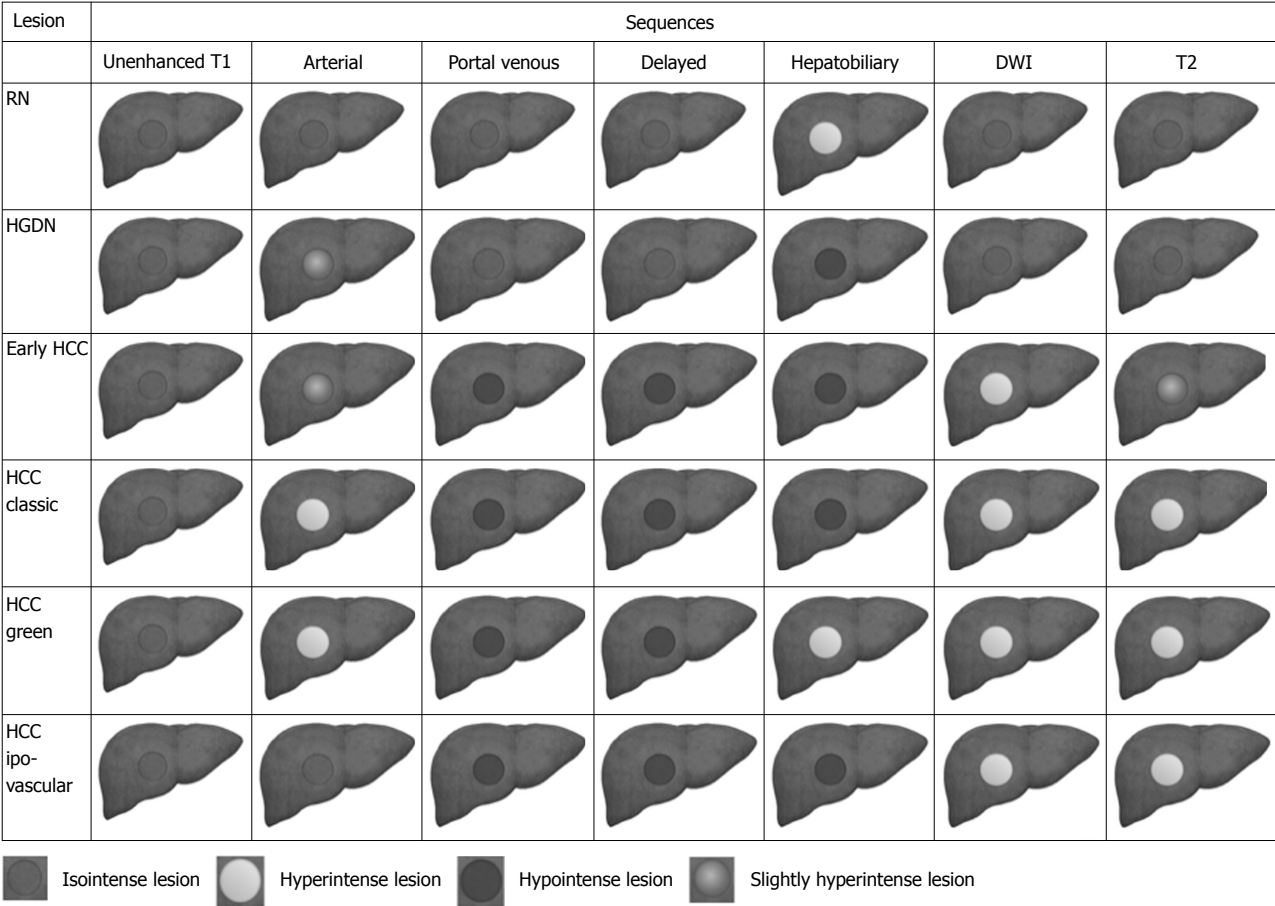 Lesion Sequences
Unenhanced T1 Arterial Portal venous Delayed Hepatobiliary DWI T2
RN
HGDN
Early HCC
HCC
classic
HCC
green
HCC
ipo-
vascular
Isointense lesion Hyperintense lesion Hypointense lesion Slightly hyperintense lesion